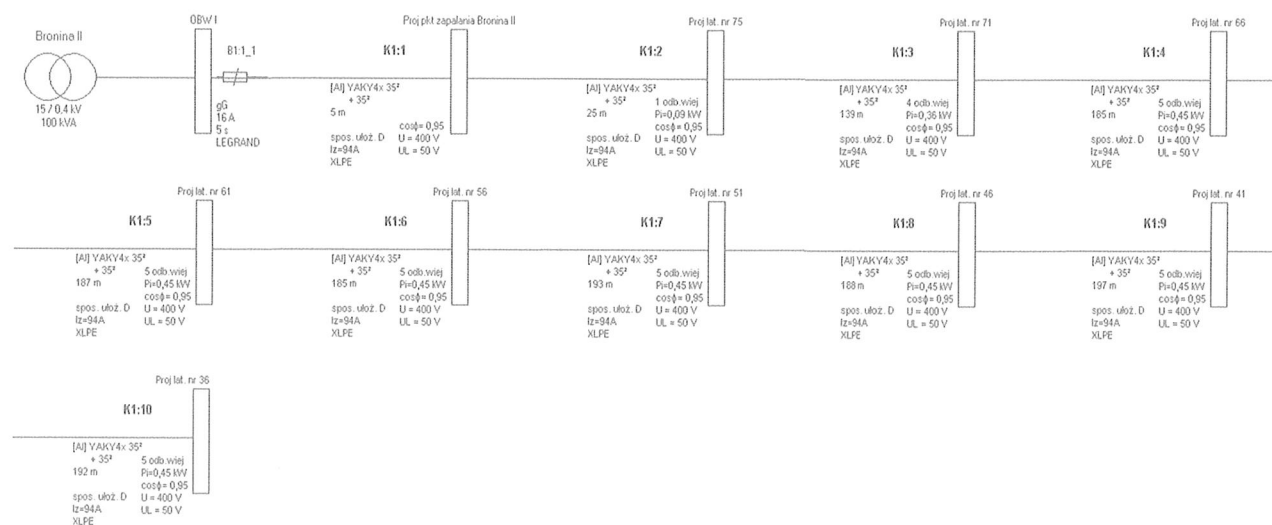 Bronina II
15 / 0,4 kV
100 kVA
OBW I
B1:1_1
gG
16 A
5 s
LEGRAND
Proj pkt zapalania Bronina II
K1:1
[Al] YAKY4x 35²
+ 35²
5 m
cosϕ= 0,95
spos. ułoż. D U = 400 V
Iz=94A UL = 50 V
XLPE
Proj lat. nr 75
K1:2
[Al] YAKY4x 35²
+ 35² 1 odb.wiej
25 m Pi=0,09 kW
cosϕ= 0,95
spos. ułoż. D U = 400 V
Iz=94A UL = 50 V
XLPE
Proj lat. nr 71
K1:3
[Al] YAKY4x 35²
+ 35² 4 odb.wiej
139 m Pi=0,36 kW
cosϕ= 0,95
spos. ułoż. D U = 400 V
Iz=94A UL = 50 V
XLPE
Proj lat. nr 66
K1:4
[Al] YAKY4x 35²
+ 35² 5 odb.wiej
185 m Pi=0,45 kW
cosϕ= 0,95
spos. ułoż. D U = 400 V
Iz=94A UL = 50 V
XLPE
Proj lat. nr 61
K1:5
[Al] YAKY4x 35²
+ 35² 5 odb.wiej
187 m Pi=0,45 kW
cosϕ= 0,95
spos. ułoż. D U = 400 V
Iz=94A UL = 50 V
XLPE
Proj lat. nr 56
K1:6
[Al] YAKY4x 35²
+ 35² 5 odb.wiej
185 m Pi=0,45 kW
cosϕ= 0,95
spos. ułoż. D U = 400 V
Iz=94A UL = 50 V
XLPE
Proj lat. nr 51
K1:7
[Al] YAKY4x 35²
+ 35² 5 odb.wiej
193 m Pi=0,45 kW
cosϕ= 0,95
spos. ułoż. D U = 400 V
Iz=94A UL = 50 V
XLPE
Proj lat. nr 46
K1:8
[Al] YAKY4x 35²
+ 35² 5 odb.wiej
188 m Pi=0,45 kW
cosϕ= 0,95
spos. ułoż. D U = 400 V
Iz=94A UL = 50 V
XLPE
Proj lat. nr 41
K1:9
[Al] YAKY4x 35²
+ 35² 5 odb.wiej
197 m Pi=0,45 kW
cosϕ= 0,95
spos. ułoż. D U = 400 V
Iz=94A UL = 50 V
XLPE
Proj lat. nr 36
K1:10
[Al] YAKY4x 35²
+ 35² 5 odb.wiej
192 m Pi=0,45 kW
cosϕ= 0,95
spos. ułoż. D U = 400 V
Iz=94A UL = 50 V
XLPE